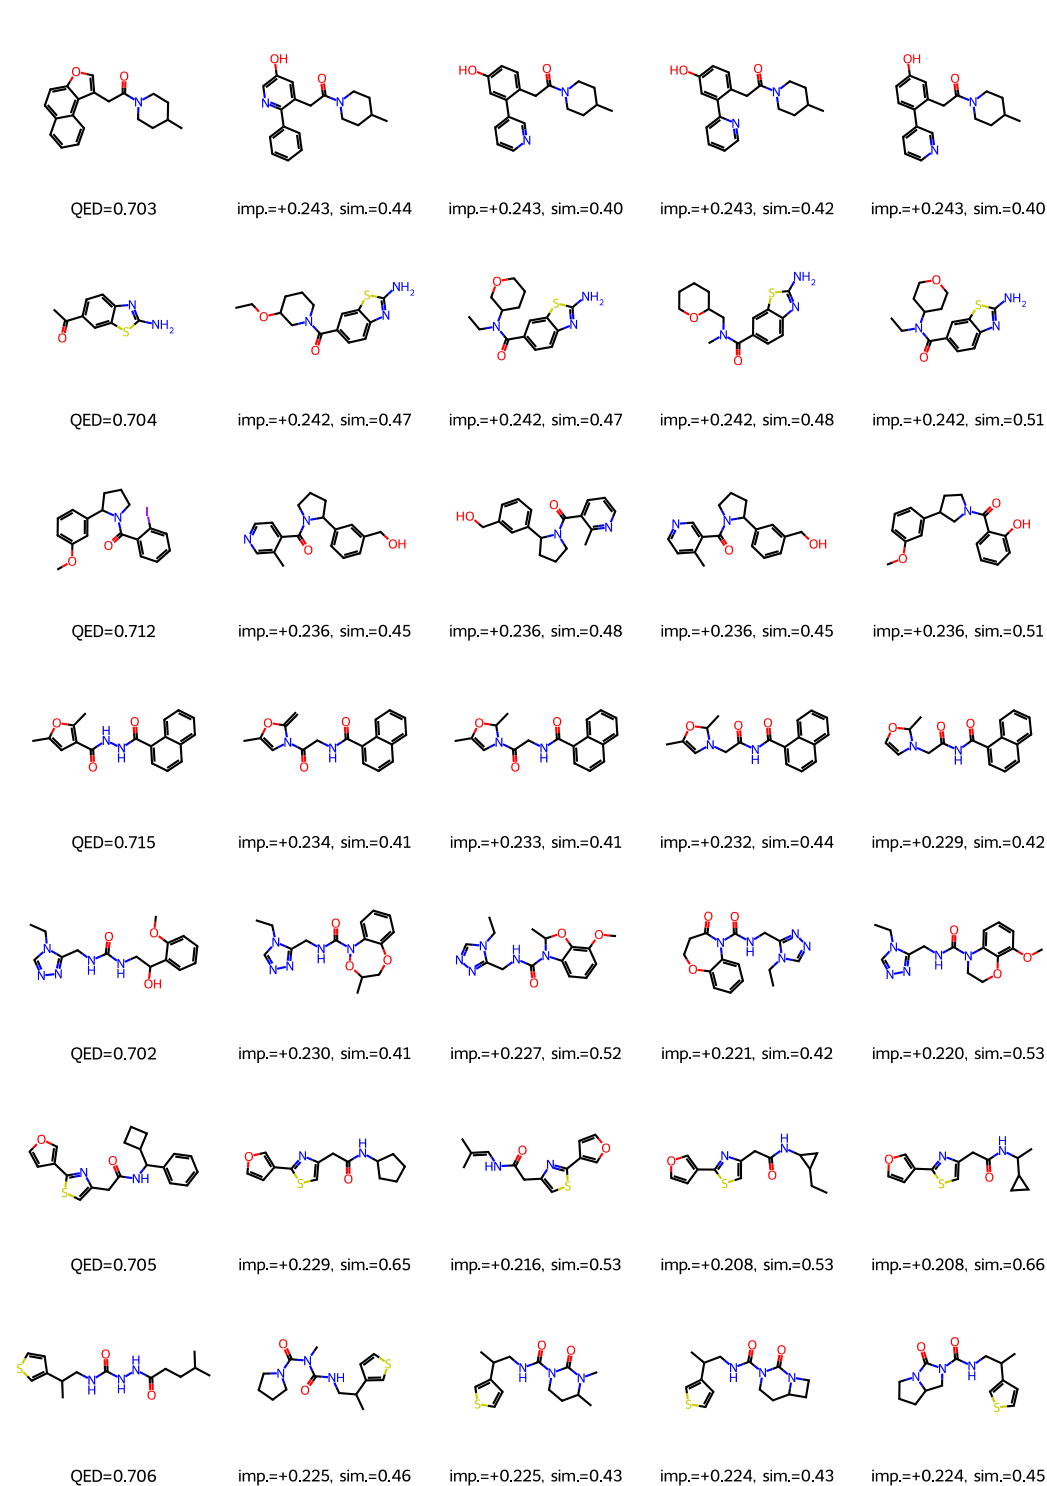 QED=0.703 imp.=+0.243, sim.=0.44 imp.=+0.243, sim.=0.40 imp.=+0.243, sim.=0.42 imp.=+0.243, sim.=0.40
QED=0.704 imp.=+0.242, sim.=0.47 imp.=+0.242, sim.=0.47 imp.=+0.242, sim.=0.48 imp.=+0.242, sim.=0.51
QED=0.712 imp.=+0.236, sim.=0.45 imp.=+0.236, sim.=0.48 imp.=+0.236, sim.=0.45 imp.=+0.236, sim.=0.51
QED=0.715 imp.=+0.234, sim.=0.41 imp.=+0.233, sim.=0.41 imp.=+0.232, sim.=0.44 imp.=+0.229, sim.=0.42
QED=0.702 imp.=+0.230, sim.=0.41 imp.=+0.227, sim.=0.52 imp.=+0.221, sim.=0.42 imp.=+0.220, sim.=0.53
QED=0.705 imp.=+0.229, sim.=0.65 imp.=+0.216, sim.=0.53 imp.=+0.208, sim.=0.53 imp.=+0.208, sim.=0.66
QED=0.706 imp.=+0.225, sim.=0.46 imp.=+0.225, sim.=0.43 imp.=+0.224, sim.=0.43 imp.=+0.224, sim.=0.45